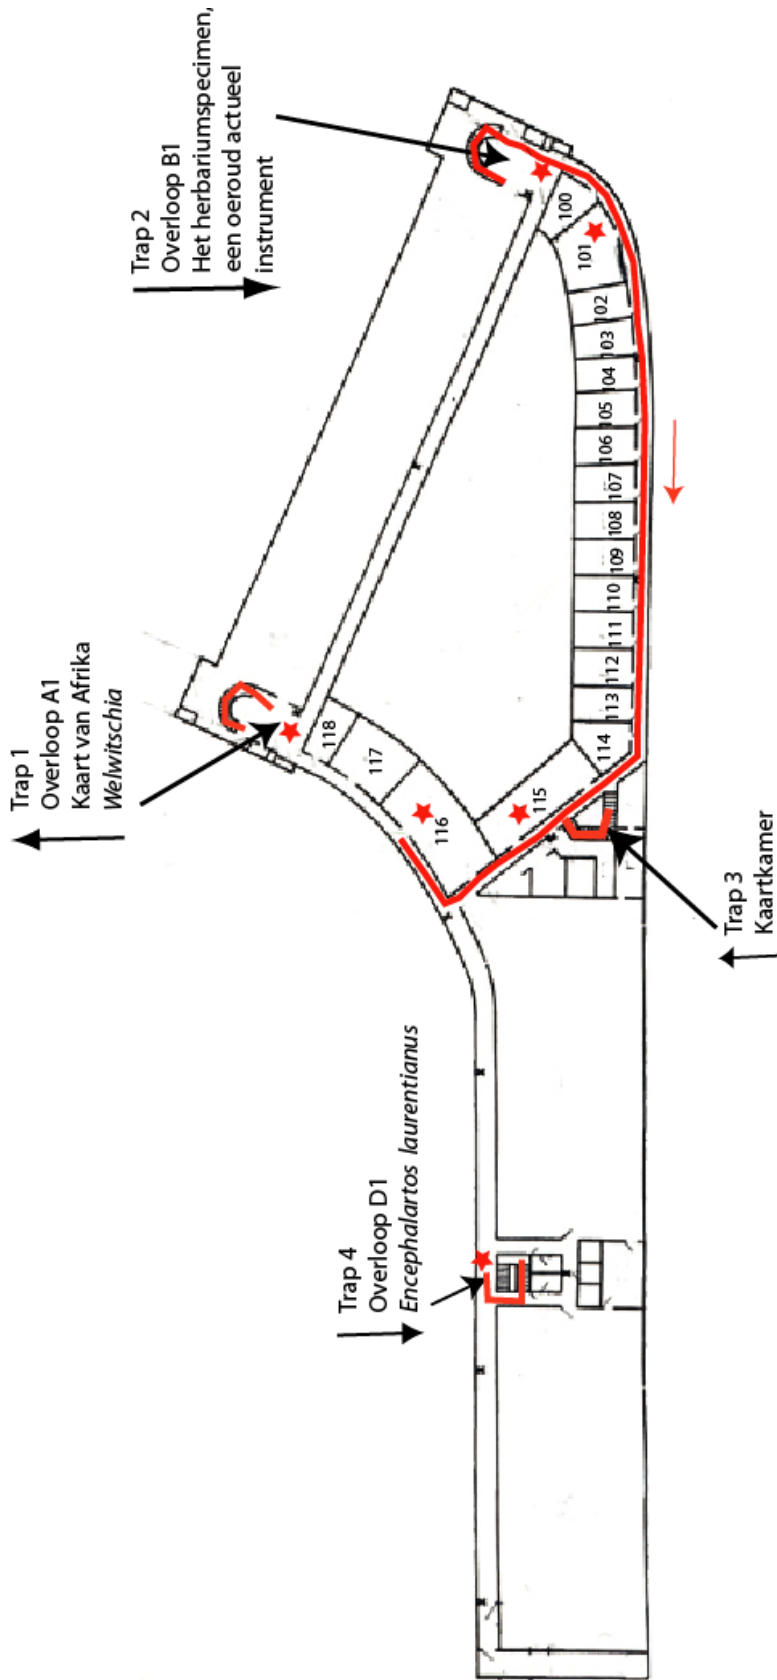 Trap 1
Overloop A1
Kaart van Afrika
Welwitschia
Trap 2
Overloop B1
Het herbariumspecimen,
een oeroud actueel
instrument
Trap 4
Overloop D1
Encephalartos laurentianus
Trap 3
Kaartkamer
100
101
102
103
104
105
106
107
108
109
110
111
112
113
114
115
116
117
118